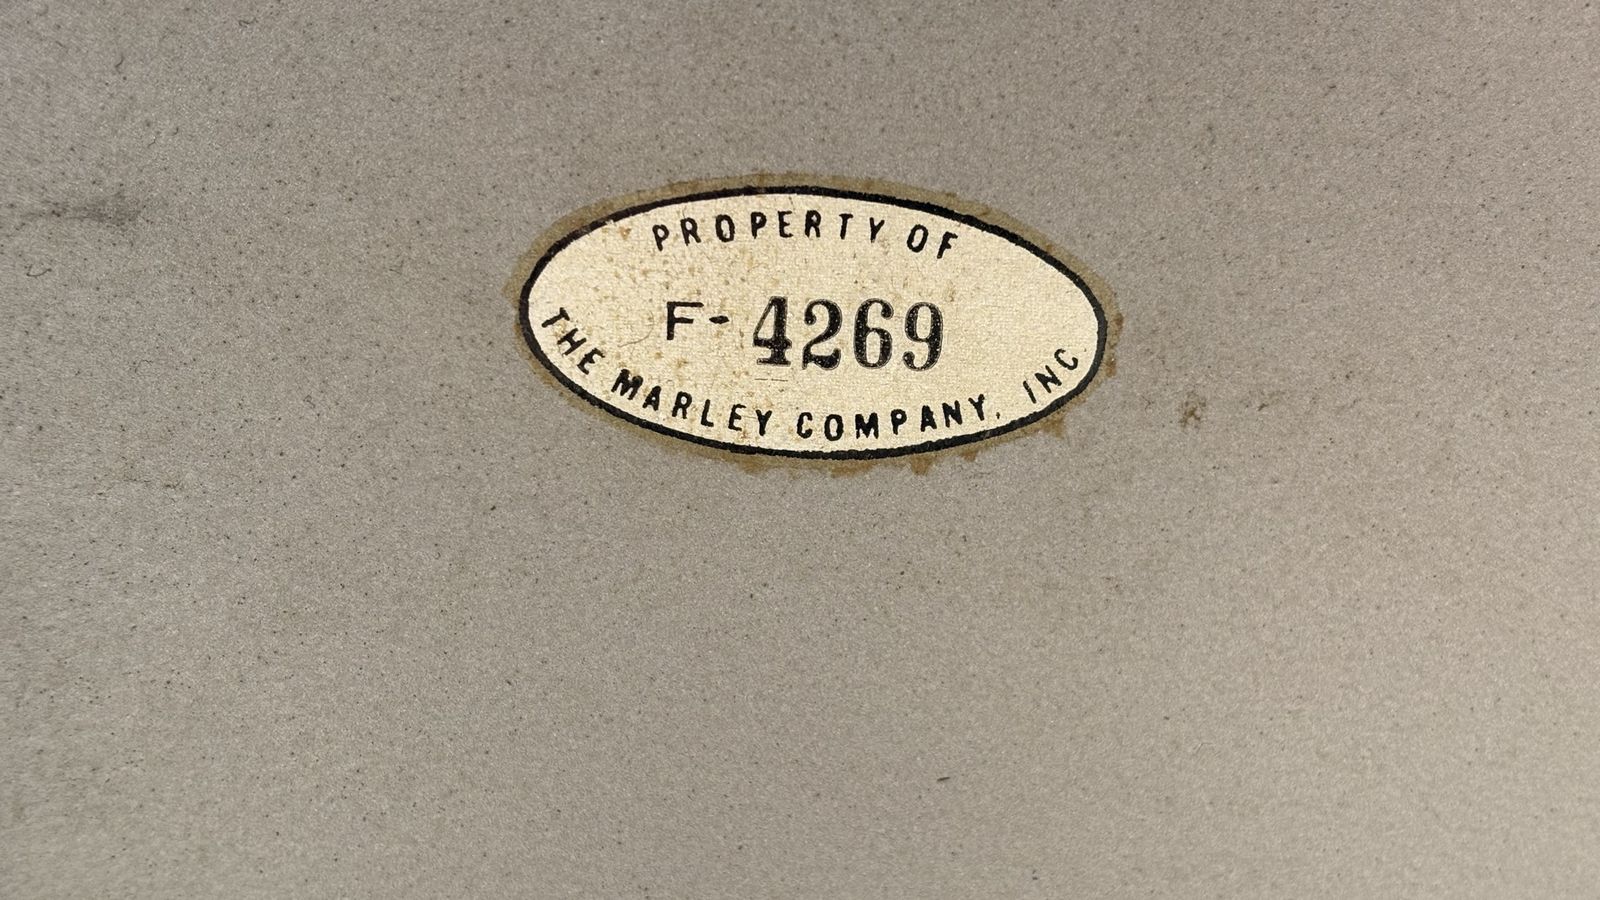 PROPERTY OF
F-4269
THE MARLEY COMPANY, INC.